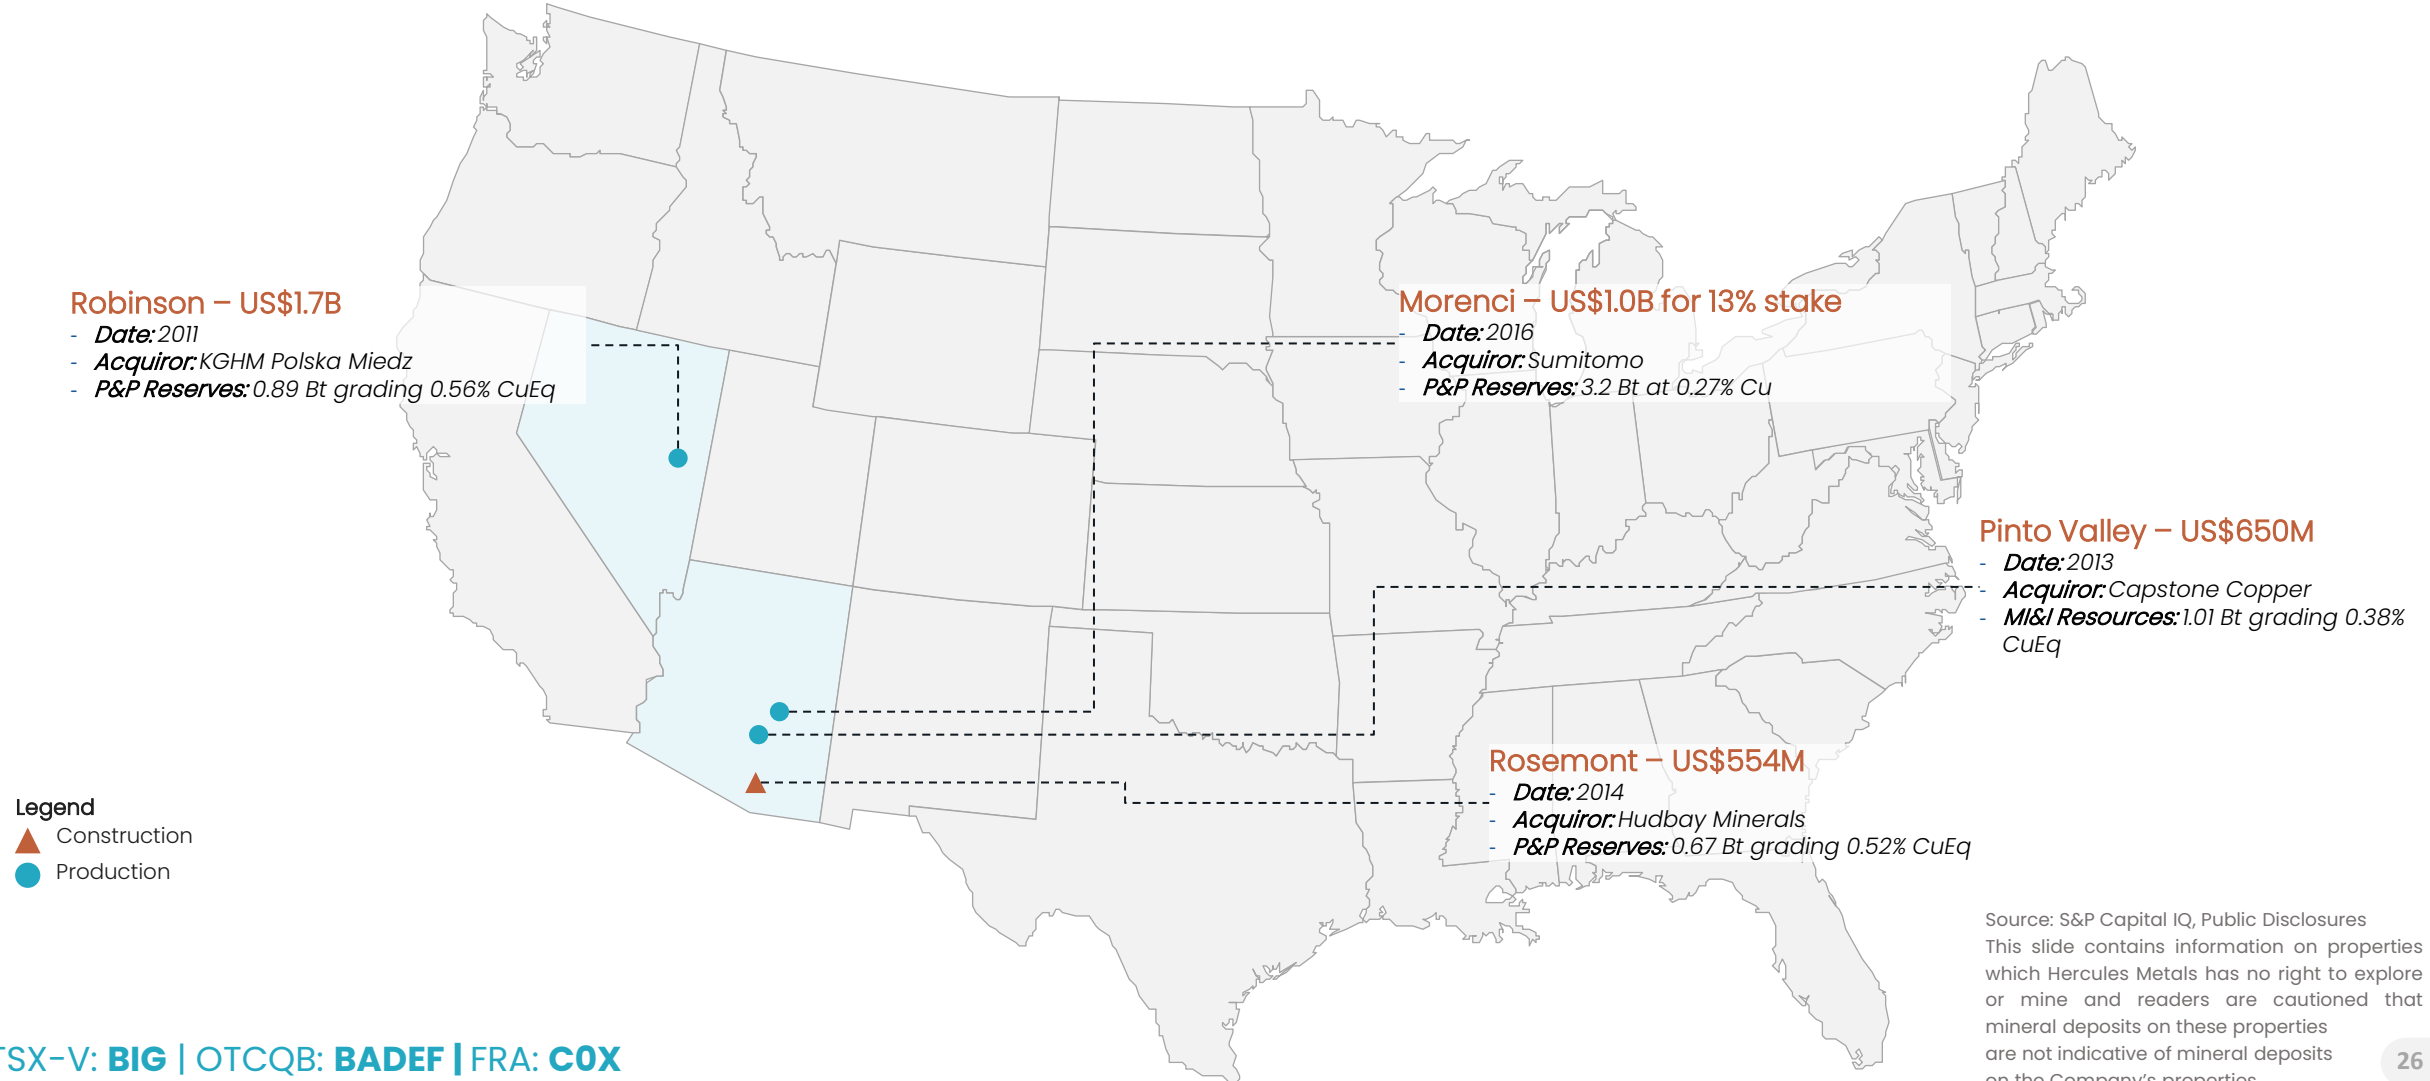 Robinson – US$1.7B
- Date: 2011
- Acquiror: KGHM Polska Miedz
- P&P Reserves: 0.89 Bt grading 0.56% CuEq
Morenci – US$1.0B for 13% stake
- Date: 2016
- Acquiror: Sumitomo
- P&P Reserves: 3.2 Bt at 0.27% Cu
Pinto Valley – US$650M
- Date: 2013
- Acquiror: Capstone Copper
- MI&I Resources: 1.01 Bt grading 0.38%
CuEq
Rosemont – US$554M
- Date: 2014
- Acquiror: Hudbay Minerals
- P&P Reserves: 0.67 Bt grading 0.52% CuEq
Legend
Construction
Production
Source: S&P Capital IQ, Public Disclosures
This slide contains information on properties
which Hercules Metals has no right to explore
or mine and readers are cautioned that
mineral deposits on these properties
are not indicative of mineral deposits
on the Company's properties
TSX-V: BIG | OTCQB: BADEF | FRA: C0X
26